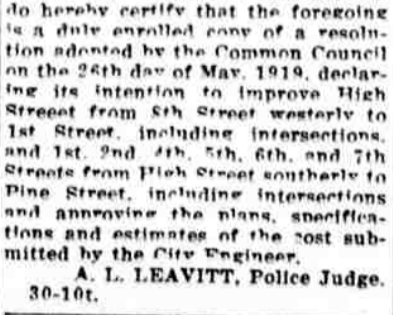 do hereby certify that the foregoing
is a duly enrolled copy of a resolu-
tion adopted by the Common Council
on the 26th day of May, 1919, declar-
ing its intention to improve High
Streeet from 8th Street westerly to
1st Street, including intersections,
and 1st, 2nd, 4th, 5th, 6th, and 7th
Streets from High Street southerly to
Pine Street, including intersections
and approving the plans, specifica-
tions and estimates of the cost sub-
mitted by the City Engineer.
A. L. LEAVITT, Police Judge.
30-10t.